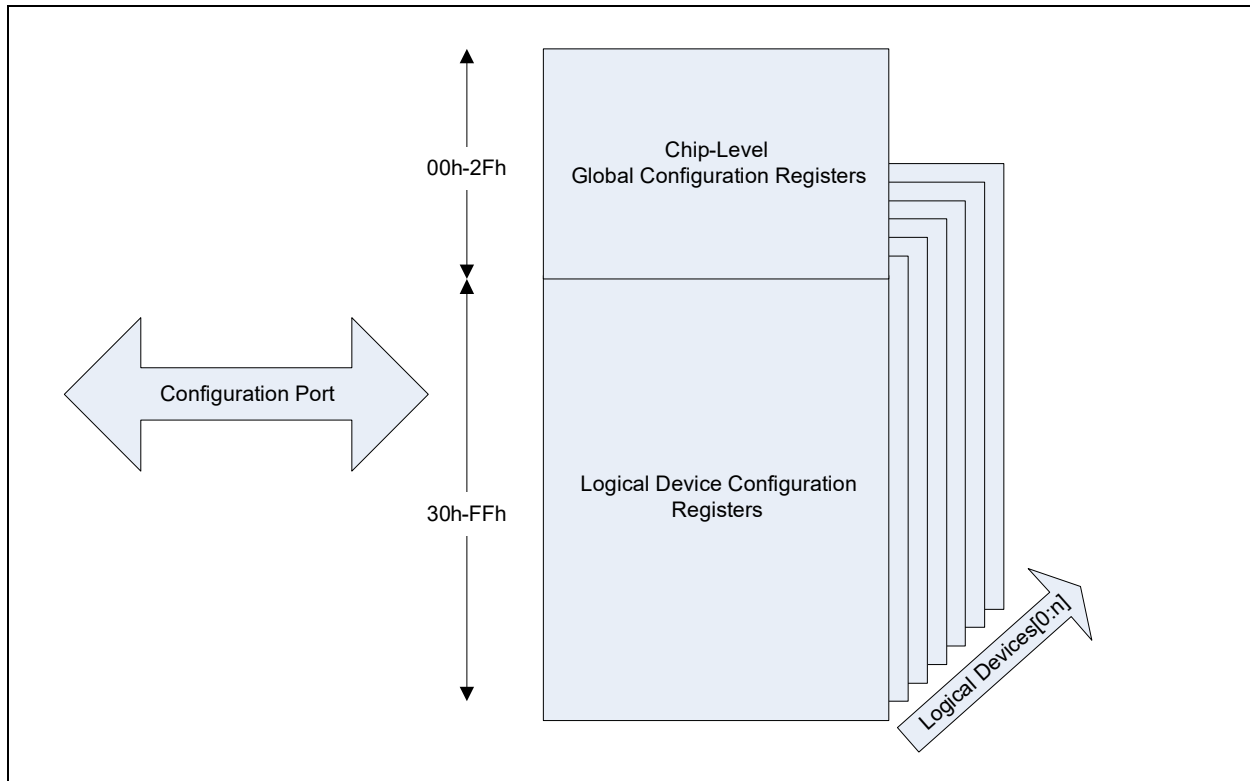 Chip-Level
Global Configuration Registers
00h-2Fh
Configuration Port
Logical Device Configuration
Registers
30h-FFh
Logical Devices[0:n]